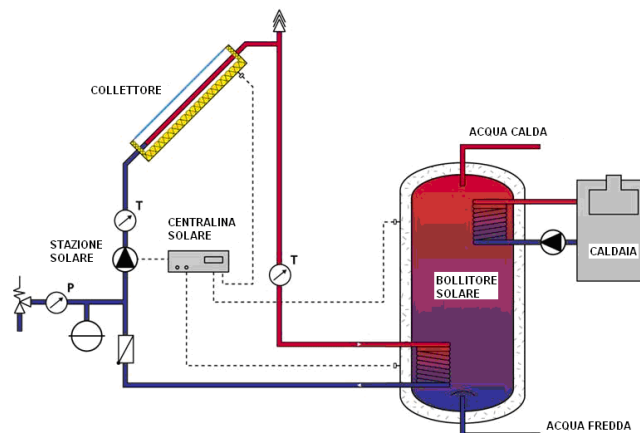 COLLETTORE
ACQUA CALDA
T
CENTRALINA
SOLARE
STAZIONE
SOLARE
CALDAIA
T
BOLLITORE
SOLARE
P
ACQUA FREDDA